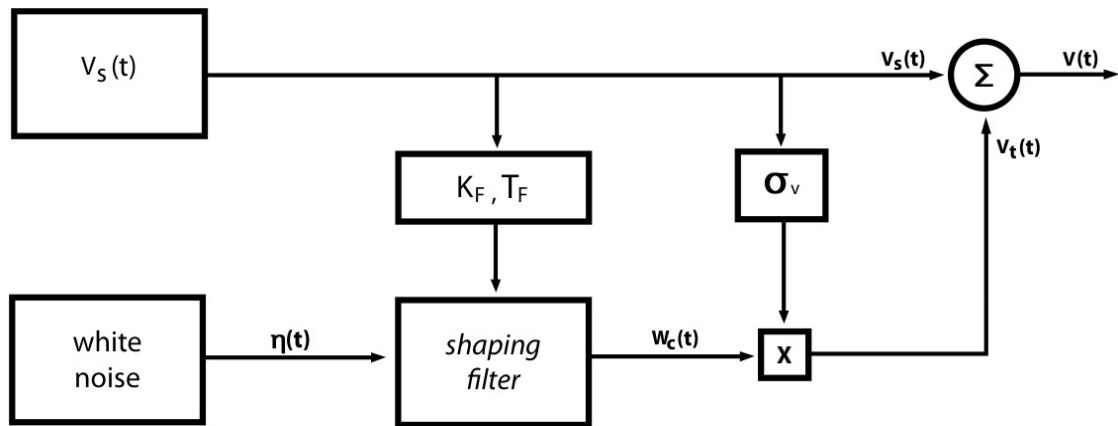 Vs(t)
Vs(t)
Σ
V(t)
Vt(t)
KF , TF
σv
white
noise
η(t)
shaping
filter
Wc(t)
X